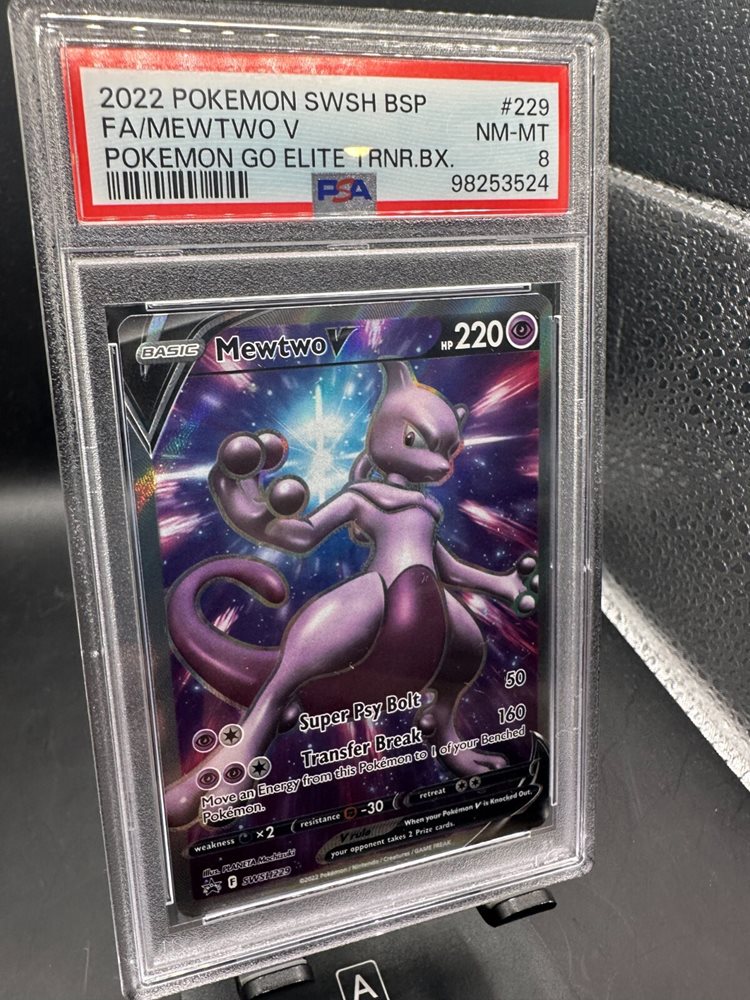 2022 POKEMON SWSH BSP #229
FA/MEWTWO V NM-MT
POKEMON GO ELITE TRNR.BX. 8
PSA 98253524
BASIC Mewtwo V HP 220
Super Psy Bolt 50
Transfer Break 160
Move an Energy from this Pokémon to 1 of your Benched
Pokémon.
weakness ×2 resistance -30 retreat
V rule When your Pokémon V is Knocked Out,
your opponent takes 2 Prize cards.
Illus. PLANETA Mochizuki
F SWSH229 ©2022 Pokémon / Nintendo / Creatures / GAME FREAK
A